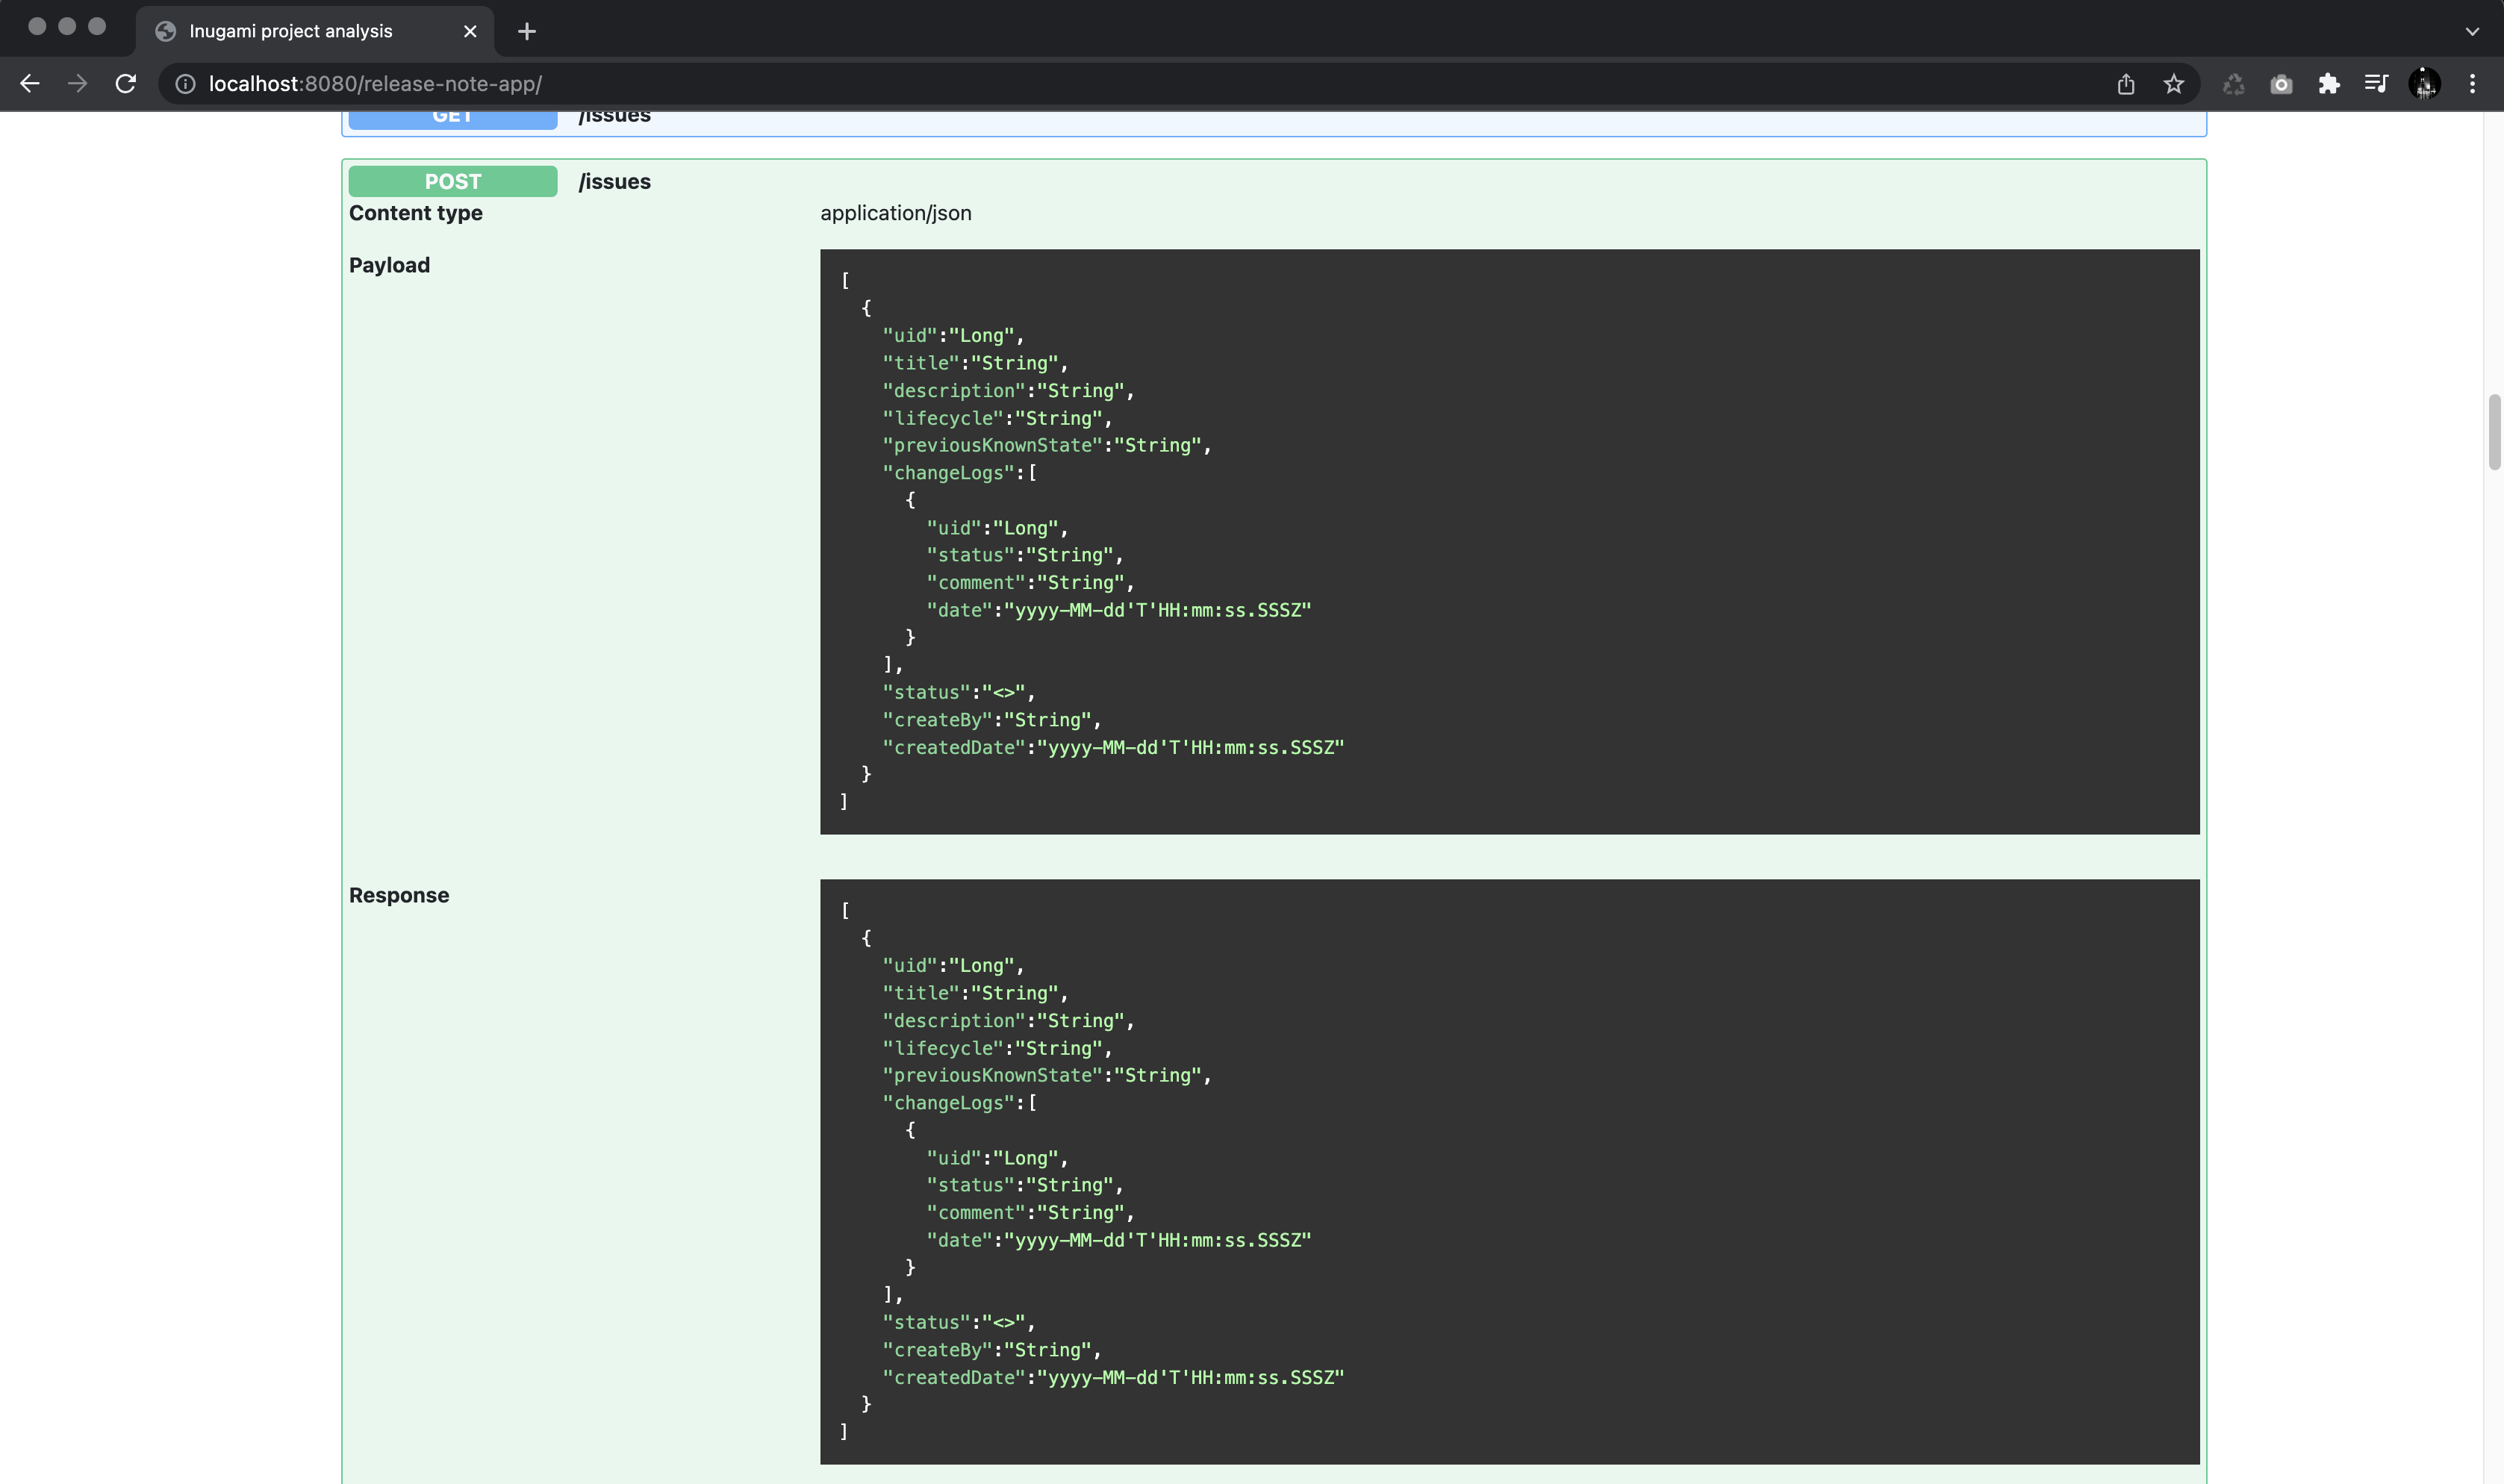 Inugami project analysis
localhost:8080/release-note-app/
GET /issues
POST /issues
Content type application/json
Payload
[
{
"uid":"Long",
"title":"String",
"description":"String",
"lifecycle":"String",
"previousKnownState":"String",
"changeLogs":[
{
"uid":"Long",
"status":"String",
"comment":"String",
"date":"yyyy-MM-dd'T'HH:mm:ss.SSSZ"
}
],
"status":"<>",
"createBy":"String",
"createdDate":"yyyy-MM-dd'T'HH:mm:ss.SSSZ"
}
]
Response
[
{
"uid":"Long",
"title":"String",
"description":"String",
"lifecycle":"String",
"previousKnownState":"String",
"changeLogs":[
{
"uid":"Long",
"status":"String",
"comment":"String",
"date":"yyyy-MM-dd'T'HH:mm:ss.SSSZ"
}
],
"status":"<>",
"createBy":"String",
"createdDate":"yyyy-MM-dd'T'HH:mm:ss.SSSZ"
}
]